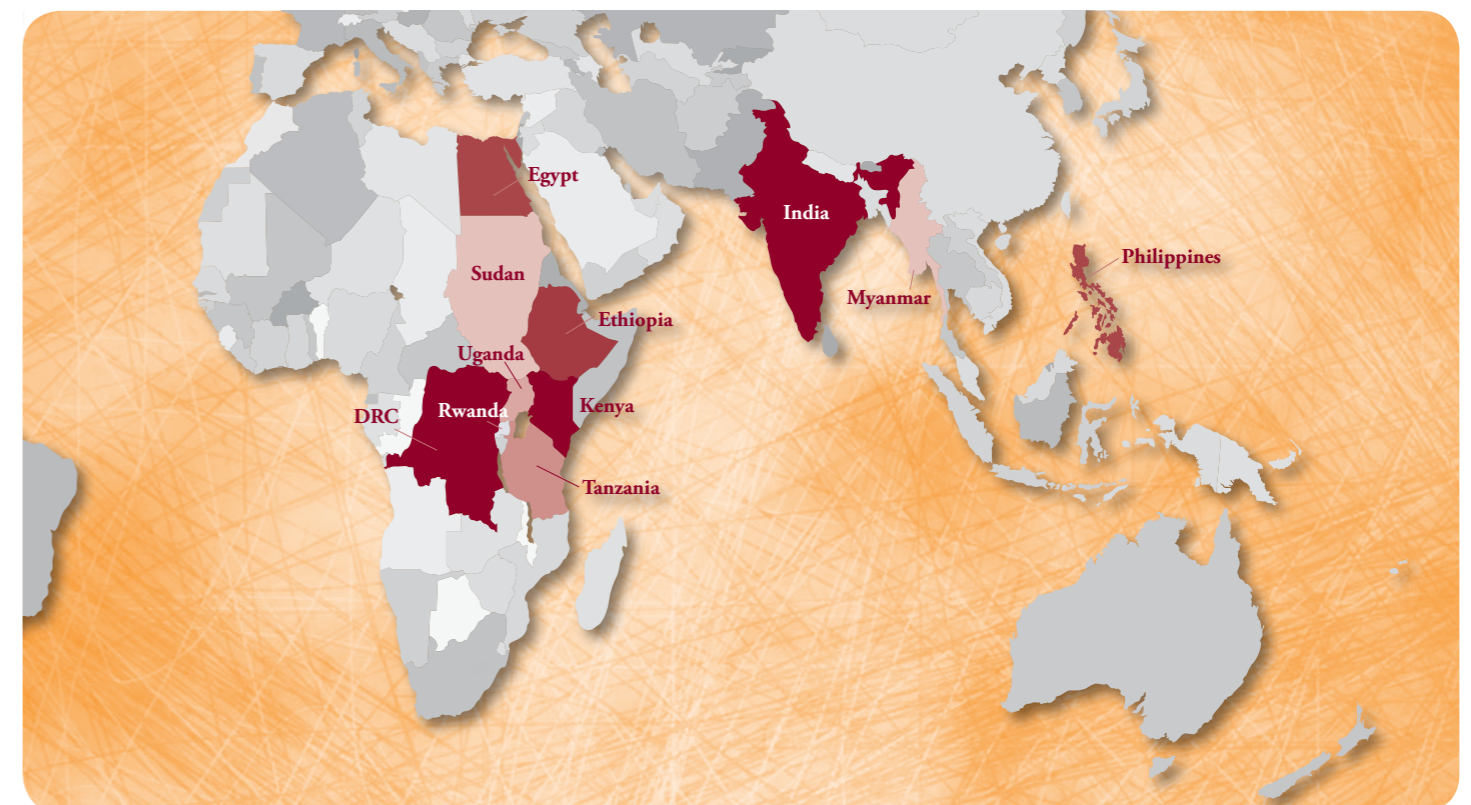 Egypt
India
Philippines
Sudan
Myanmar
Ethiopia
Uganda
Kenya
Rwanda
DRC
Tanzania